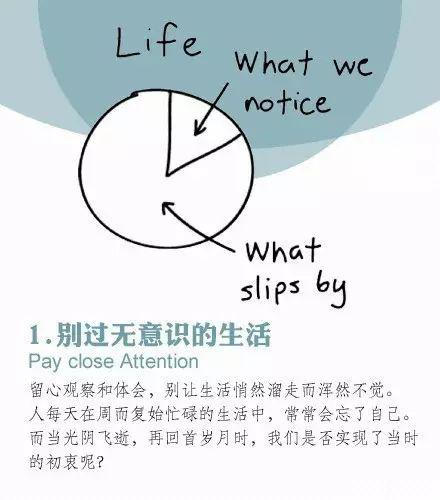 Life
What we
notice
What
slips by
1.别过无意识的生活
Pay close Attention
留心观察和体会，别让生活悄然溜走而浑然不觉。
人每天在周而复始忙碌的生活中，常常会忘了自己。
而当光阴飞逝，再回首岁月时，我们是否实现了当时
的初衷呢？